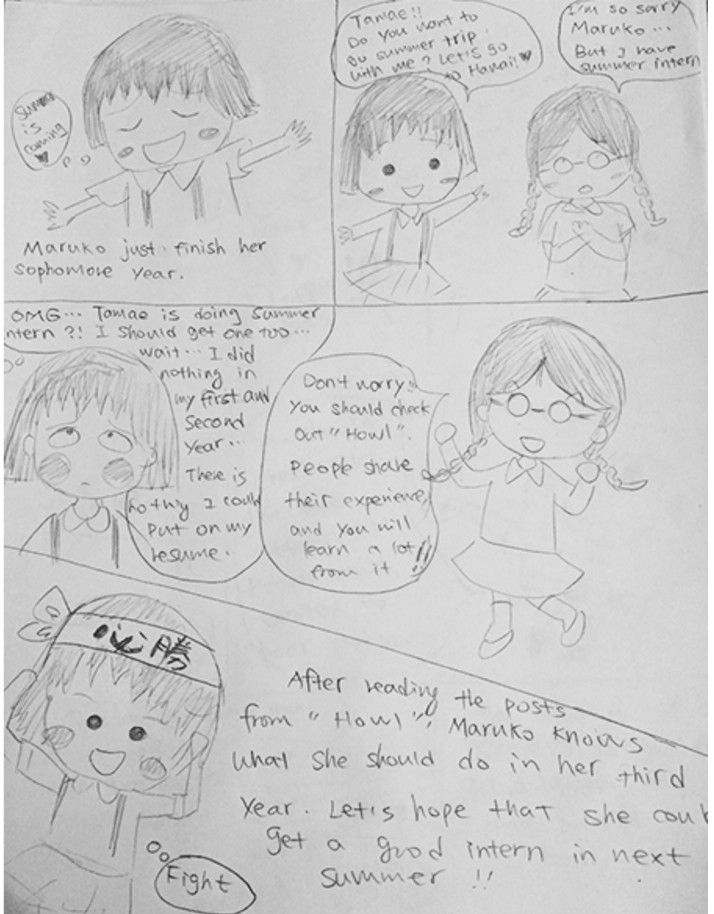 Summer
is
coming
Maruko just finish her
sophomore year.
Tamae!!
Do you want to
go summer trip
with me? Let's go
to Hawaii!
I'm so sorry
Maruko...
But I have
summer intern
OMG... Tamae is doing Summer
ntern?! I should get one too...
wait... I did
nothing in
my first and
Second
Year...
There is
nothig I could
put on my
resume.
Don't worry!!
You should check
Out "Howl".
People share
their experience,
and you will
learn a lot
from it !!
必勝
After reading the posts
from "Howl", Maruko knows
what she should do in her third
year. Let's hope that she coul
get a good intern in next
summer !!
Fight